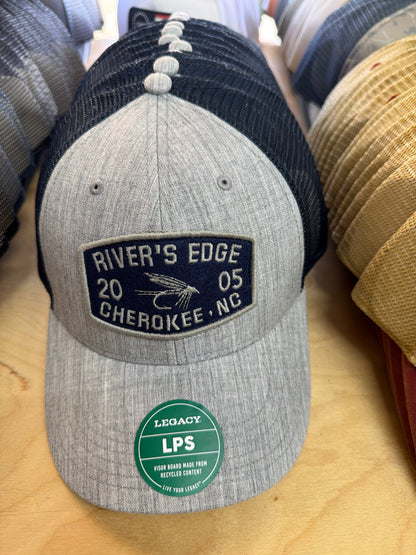 RIVER'S EDGE
20 05
CHEROKEE, NC
LEGACY
LPS
VISOR BOARD MADE FROM
RECYCLED CONTENT
LIVE YOUR LEGACY